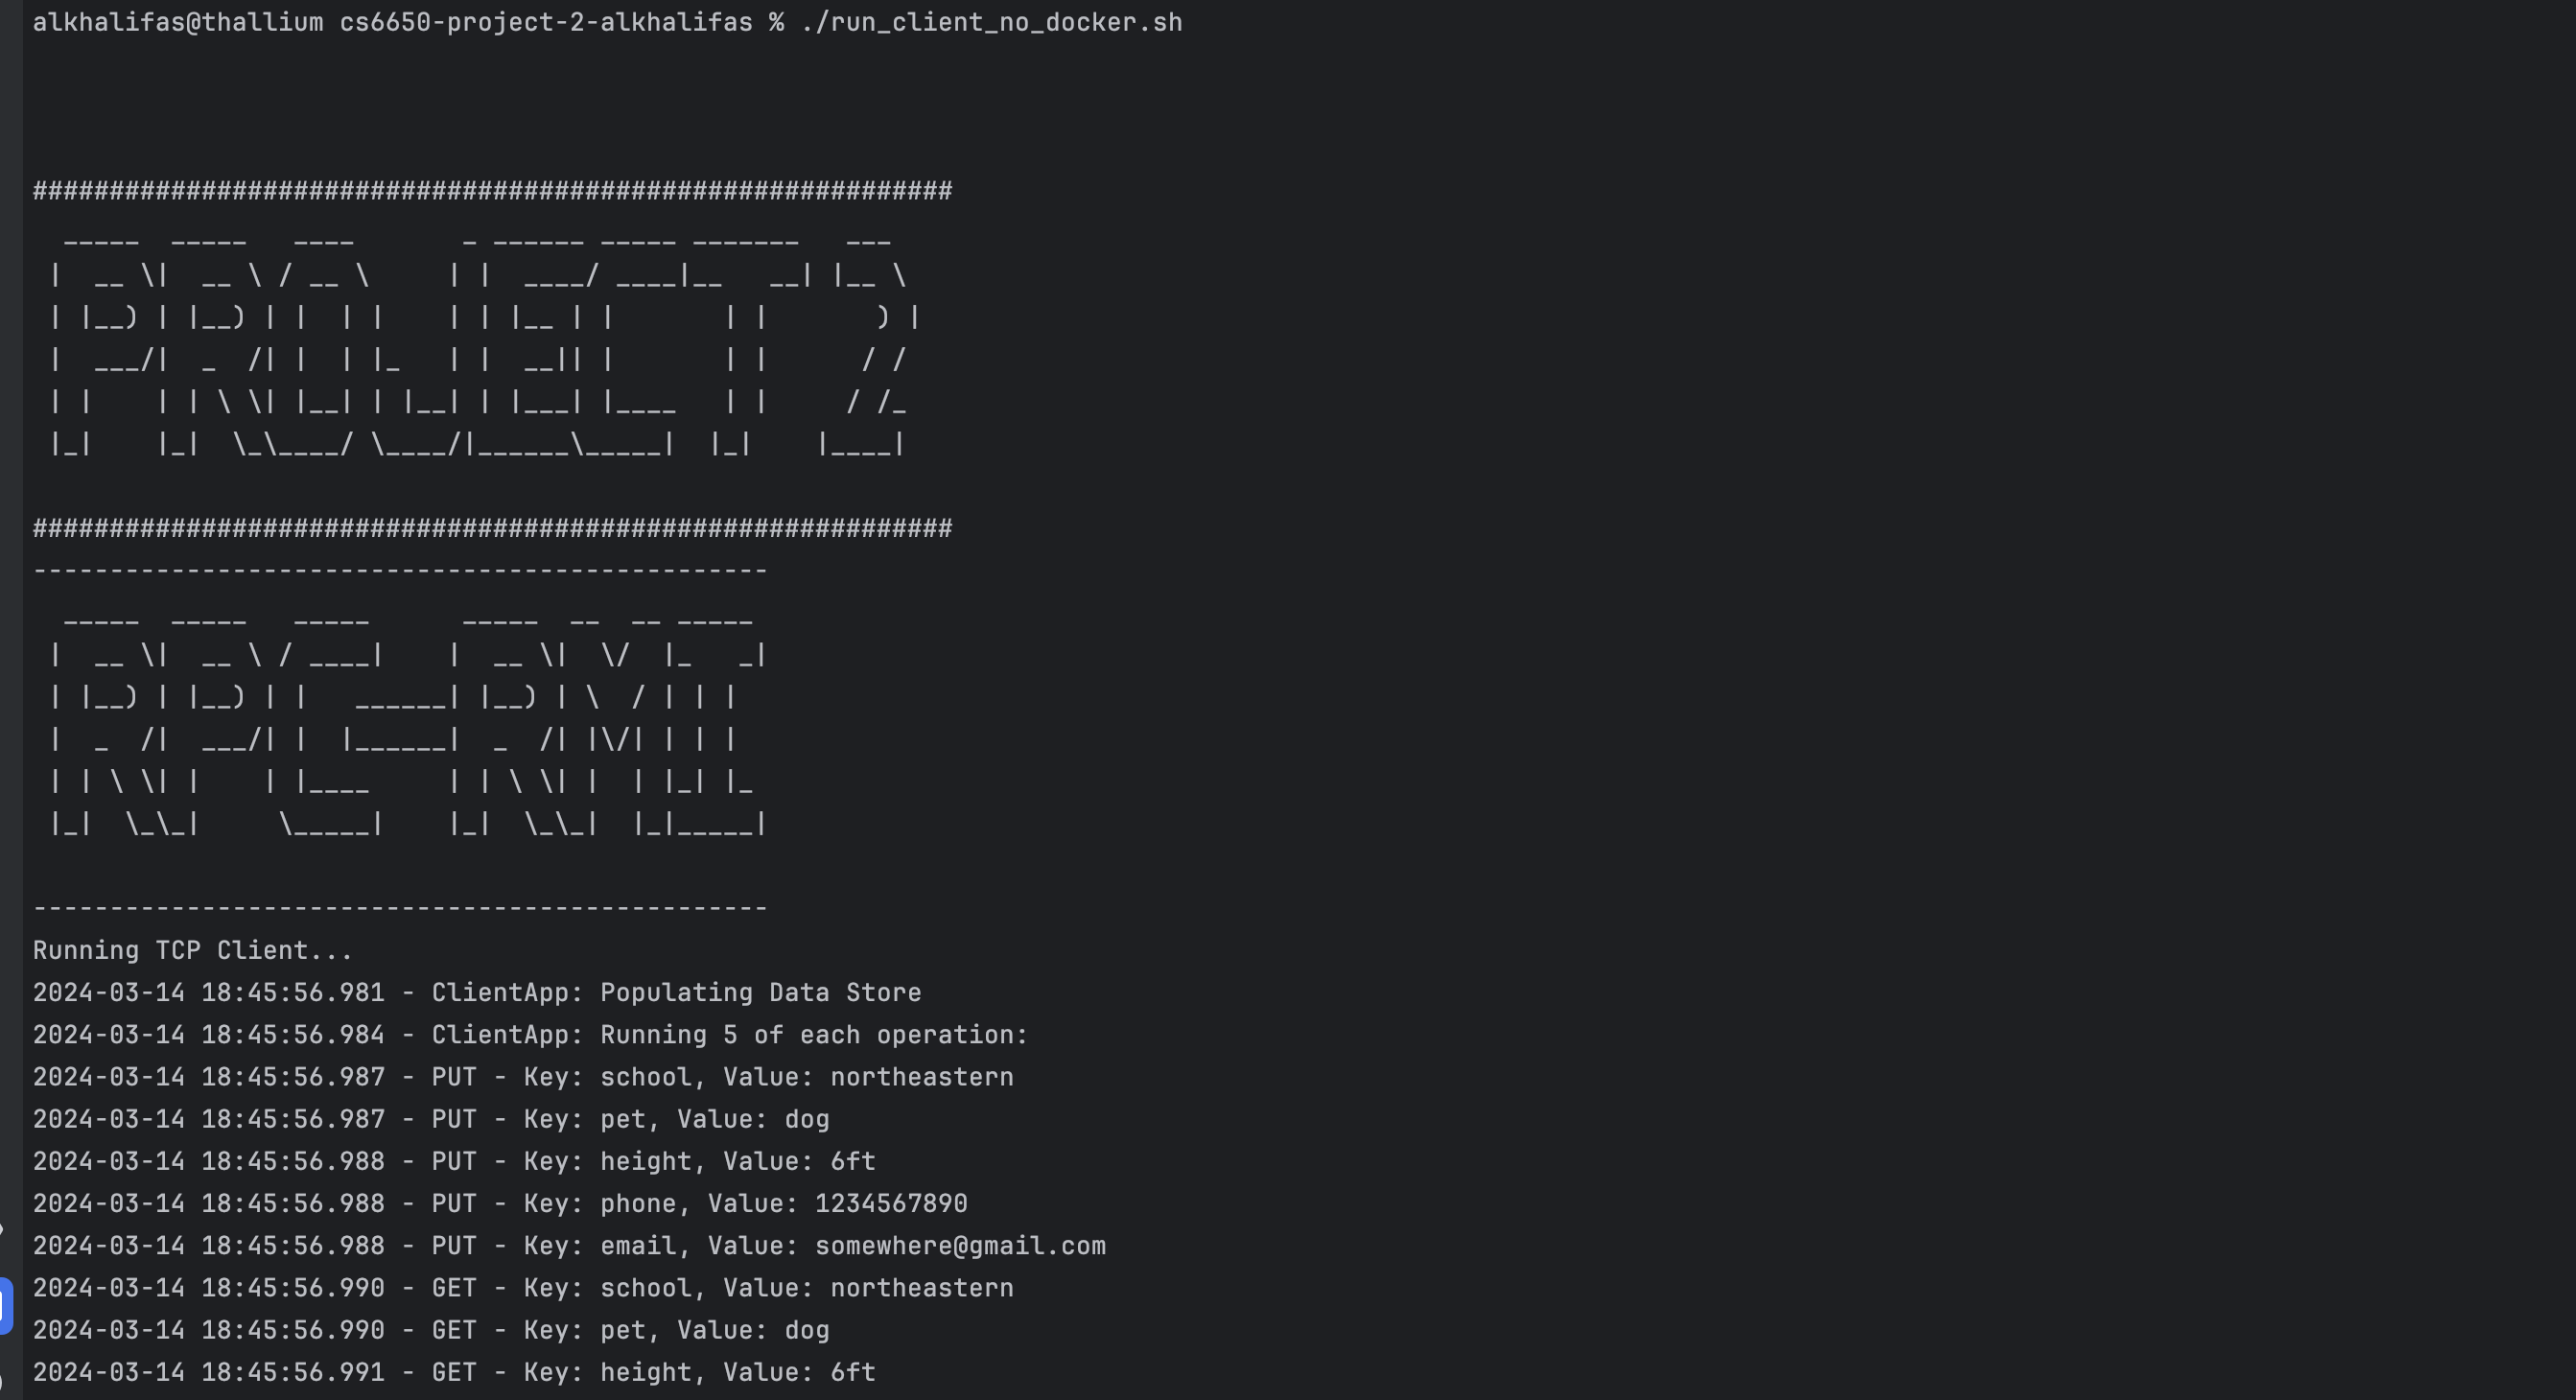 alkhalifas@thallium cs6650-project-2-alkhalifas % ./run_client_no_docker.sh
############################################################
  _____  _____   ____       _ ______ _____ _______   ___
 |  __ \|  __ \ / __ \     | |  ____/ ____|__   __| |__ \
 | |__) | |__) | |  | |    | | |__ | |       | |       ) |
 |  ___/|  _  /| |  | |_   | |  __|| |       | |      / /
 | |    | | \ \| |__| | |__| | |___| |____   | |     / /_
 |_|    |_|  \_\____/ \____/|______\_____|  |_|    |____|
############################################################
------------------------------------------------
  _____  _____   _____      _____  __  __ _____
 |  __ \|  __ \ / ____|    |  __ \|  \/  |_   _|
 | |__) | |__) | |   ______| |__) | \  / | | |
 |  _  /|  ___/| |  |______|  _  /| |\/| | | |
 | | \ \| |    | |____     | | \ \| |  | |_| |_
 |_|  \_\_|     \_____|    |_|  \_\_|  |_|_____|
------------------------------------------------
Running TCP Client...
2024-03-14 18:45:56.981 - ClientApp: Populating Data Store
2024-03-14 18:45:56.984 - ClientApp: Running 5 of each operation:
2024-03-14 18:45:56.987 - PUT - Key: school, Value: northeastern
2024-03-14 18:45:56.987 - PUT - Key: pet, Value: dog
2024-03-14 18:45:56.988 - PUT - Key: height, Value: 6ft
2024-03-14 18:45:56.988 - PUT - Key: phone, Value: 1234567890
2024-03-14 18:45:56.988 - PUT - Key: email, Value: somewhere@gmail.com
2024-03-14 18:45:56.990 - GET - Key: school, Value: northeastern
2024-03-14 18:45:56.990 - GET - Key: pet, Value: dog
2024-03-14 18:45:56.991 - GET - Key: height, Value: 6ft